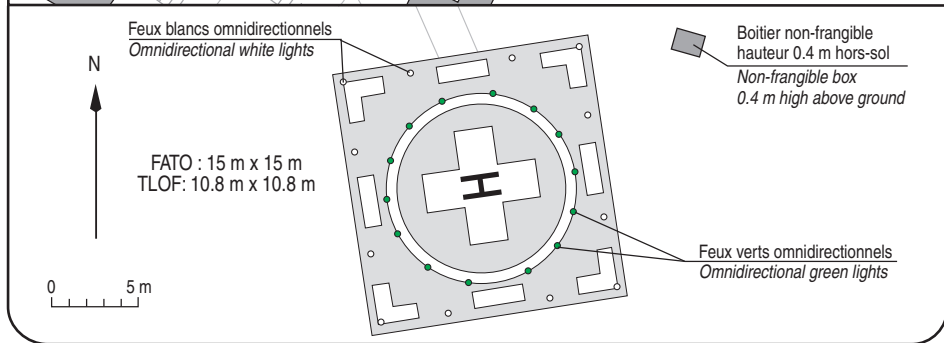 Feux blancs omnidirectionnels
Omnidirectional white lights
Boitier non-frangible
hauteur 0.4 m hors-sol
Non-frangible box
0.4 m high above ground
N
FATO : 15 m x 15 m
TLOF: 10.8 m x 10.8 m
H
Feux verts omnidirectionnels
Omnidirectional green lights
0 5 m